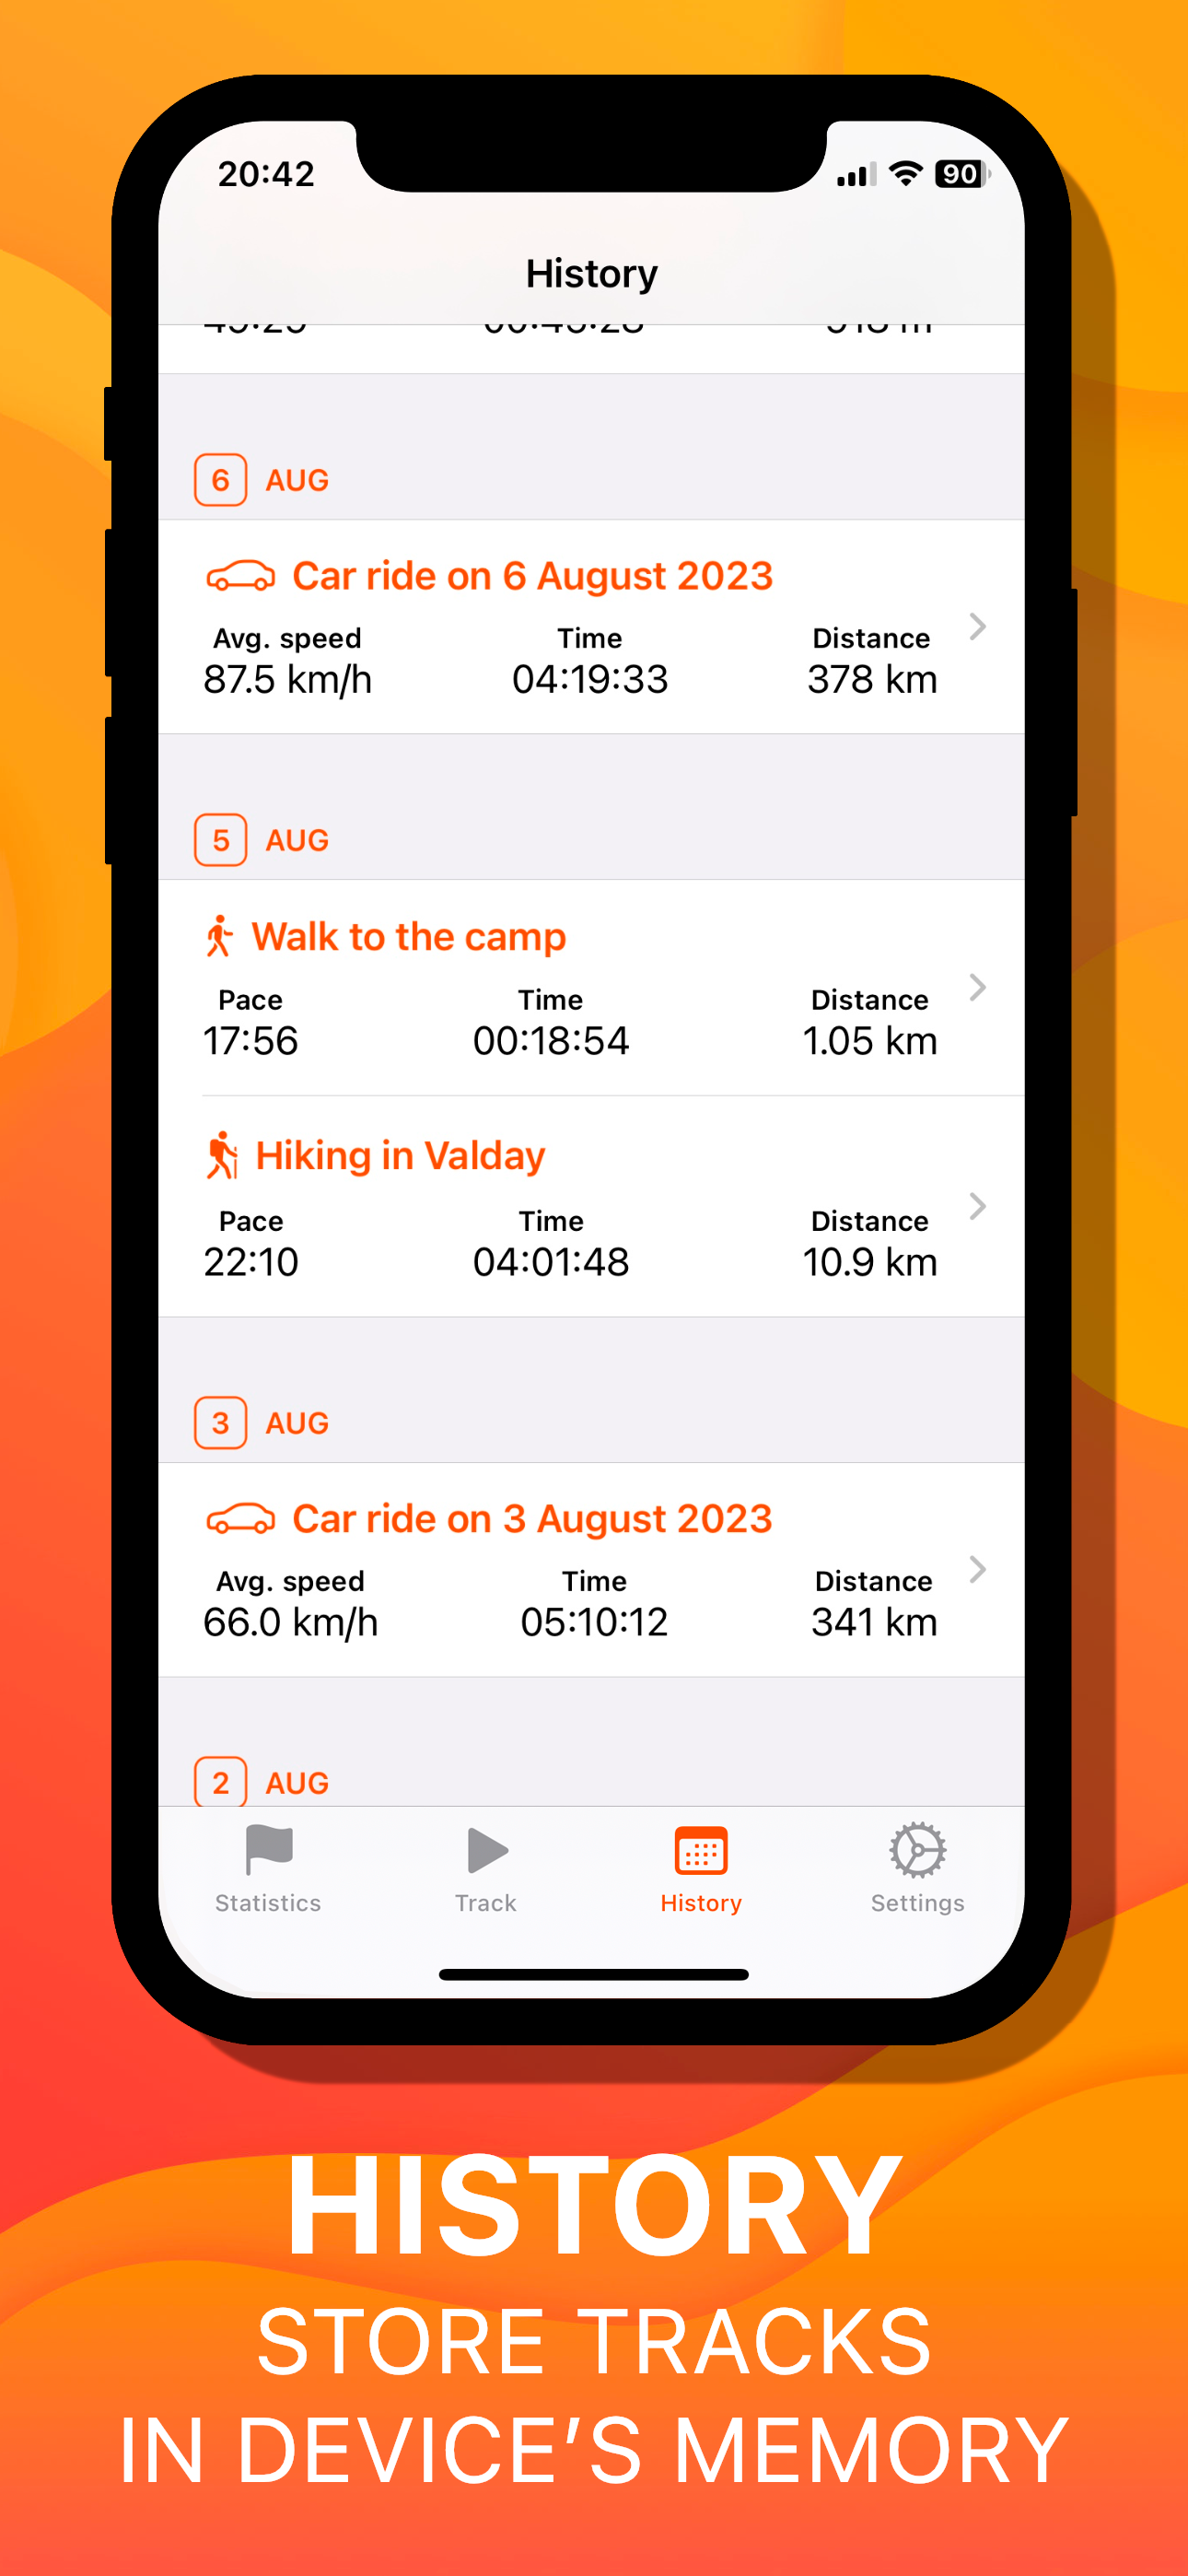 20:42
90
History
6 AUG
Car ride on 6 August 2023
Avg. speed Time Distance
87.5 km/h 04:19:33 378 km
5 AUG
Walk to the camp
Pace Time Distance
17:56 00:18:54 1.05 km
Hiking in Valday
Pace Time Distance
22:10 04:01:48 10.9 km
3 AUG
Car ride on 3 August 2023
Avg. speed Time Distance
66.0 km/h 05:10:12 341 km
2 AUG
Statistics Track History Settings
HISTORY
STORE TRACKS
IN DEVICE’S MEMORY